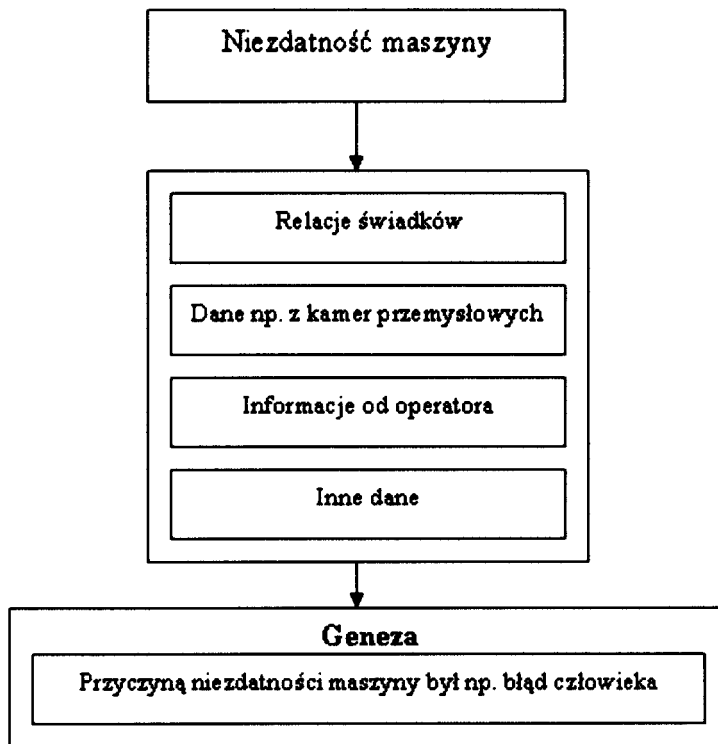 Niezdatność maszyny
Relacje świadków
Dane np. z kamer przemysłowych
Informacje od operatora
Inne dane
Geneza
Przyczyną niezdatności maszyny był np. błąd człowieka